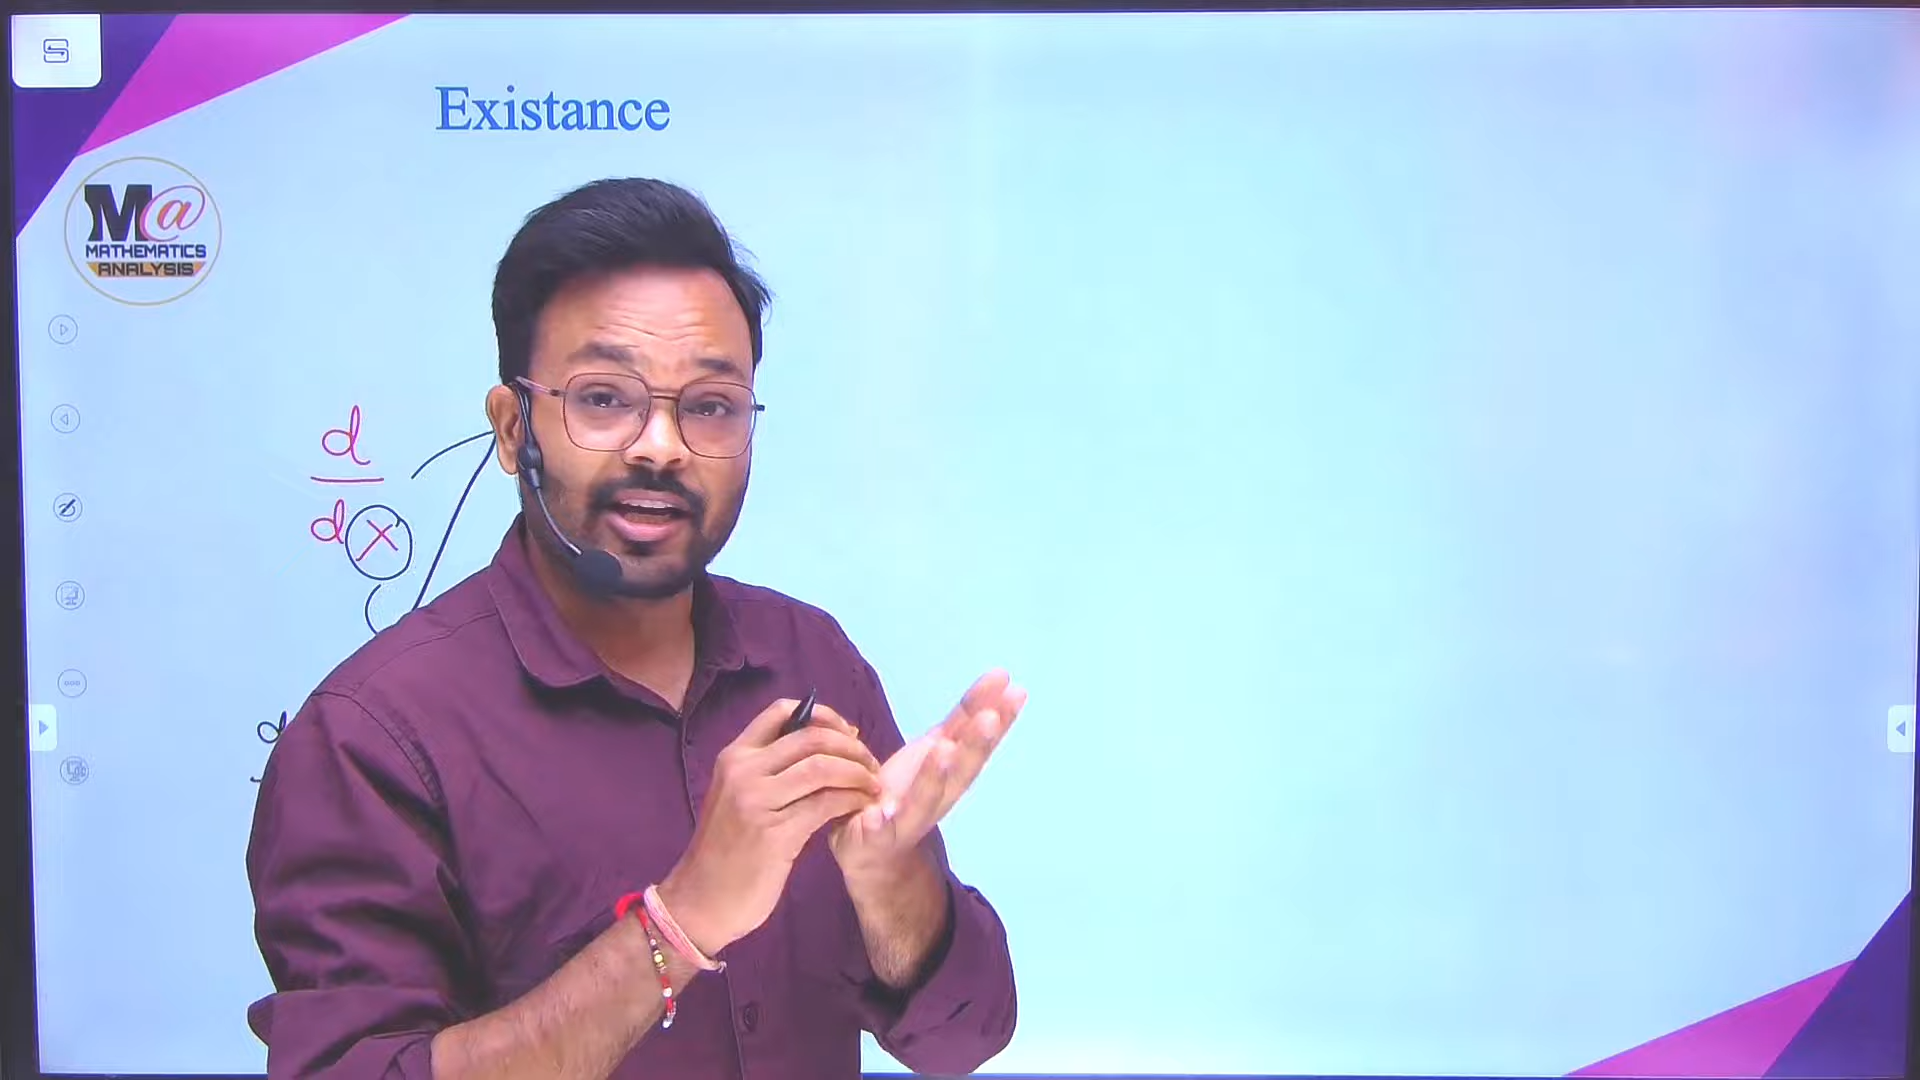 Existance
M@
MATHEMATICS
ANALYSIS
d
dx
d